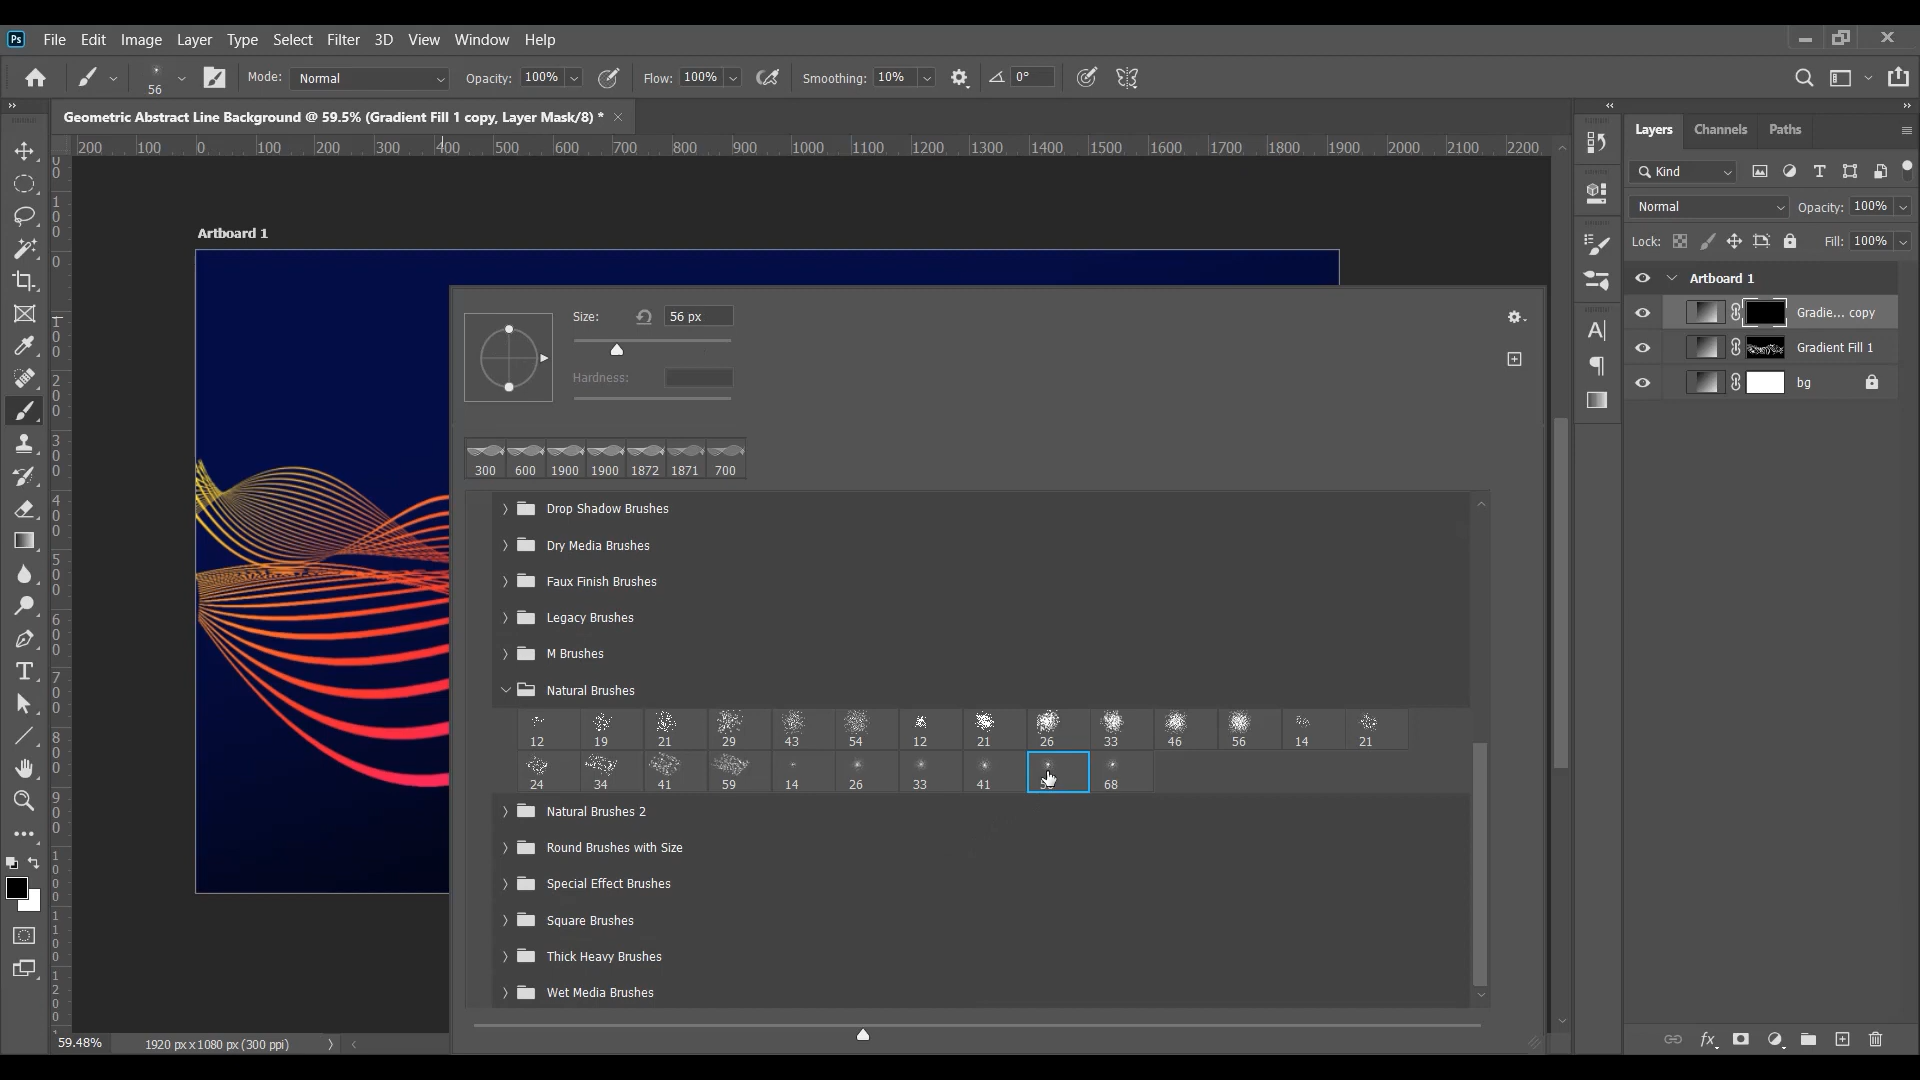 Ps File Edit Image Layer Type Select Filter 3D View Window Help
56 Mode: Normal Opacity: 100% Flow: 100% Smoothing: 10% 0°
Geometric Abstract Line Background @ 59.5% (Gradient Fill 1 copy, Layer Mask/8) *
200 100 0 100 200 300 400 500 600 700 800 900 1000 1100 1200 1300 1400 1500 1600 1700 1800 1900 2000 2100 2200
Artboard 1
Size: 56 px
Hardness:
300 600 1900 1900 1872 1871 700
Drop Shadow Brushes
Dry Media Brushes
Faux Finish Brushes
Legacy Brushes
M Brushes
Natural Brushes
12 19 21 29 43 54 12 21 26 33 46 56 14 21
24 34 41 59 14 26 33 41 68
Natural Brushes 2
Round Brushes with Size
Special Effect Brushes
Square Brushes
Thick Heavy Brushes
Wet Media Brushes
59.48% 1920 px x 1080 px (300 ppi)
Layers Channels Paths
Kind
Normal Opacity: 100%
Lock: Fill: 100%
Artboard 1
Gradie... copy
Gradient Fill 1
bg